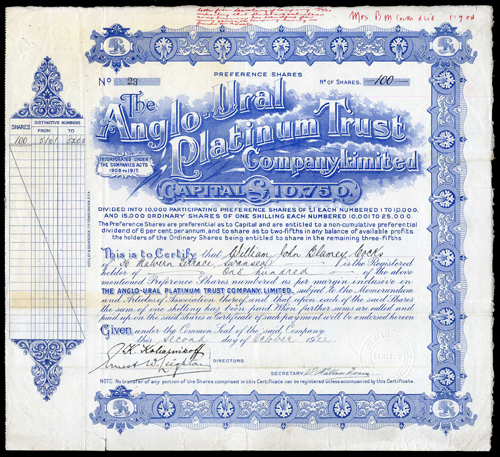 Mrs B M
PREFERENCE SHARES.
No 23
No OF SHARES. 100
The
Anglo-Ural
Platinum Trust
Company, Limited
INCORPORATED UNDER
THE COMPANIES ACTS
1908 TO 1917.
CAPITAL £10,750.
DIVIDED INTO 10,000 PARTICIPATING PREFERENCE SHARES OF £1 EACH NUMBERED 1 TO 10,000,
AND 15,000 ORDINARY SHARES OF ONE SHILLING EACH NUMBERED 10,001 TO 25,000.
The Preference Shares are preferential as to Capital and are entitled to a non-cumulative preferential
dividend of 6 per cent, per annum, and to share as to two-fifths in any balance of available profits.
the holders of the Ordinary Shares being entitled to share in the remaining three-fifths.
SHARES
DISTINCTIVE NUMBERS
FROM
TO
100 5101 5200
This is to Certify that William John Blamey Cocks
36 Malvern Terrace, Swansea is the Registered
holder of One hundred of the above
mentioned Preference Shares numbered as per margin inclusive in
THE ANGLO-URAL PLATINUM TRUST COMPANY, LIMITED, subject to the Memorandum
and Articles of Association thereof, and that upon each of the said Shares
the sum of one shilling has been paid. When further sums are called and
paid up on the said Shares a Certificate of such payment will be endorsed hereon.
Given under the Common Seal of the said Company
this Second day of October 1922
DIRECTORS.
SECRETARY
NOTE. No transfer of any portion of the Shares comprised in this Certificate can be registered unless accompanied by this Certificate.